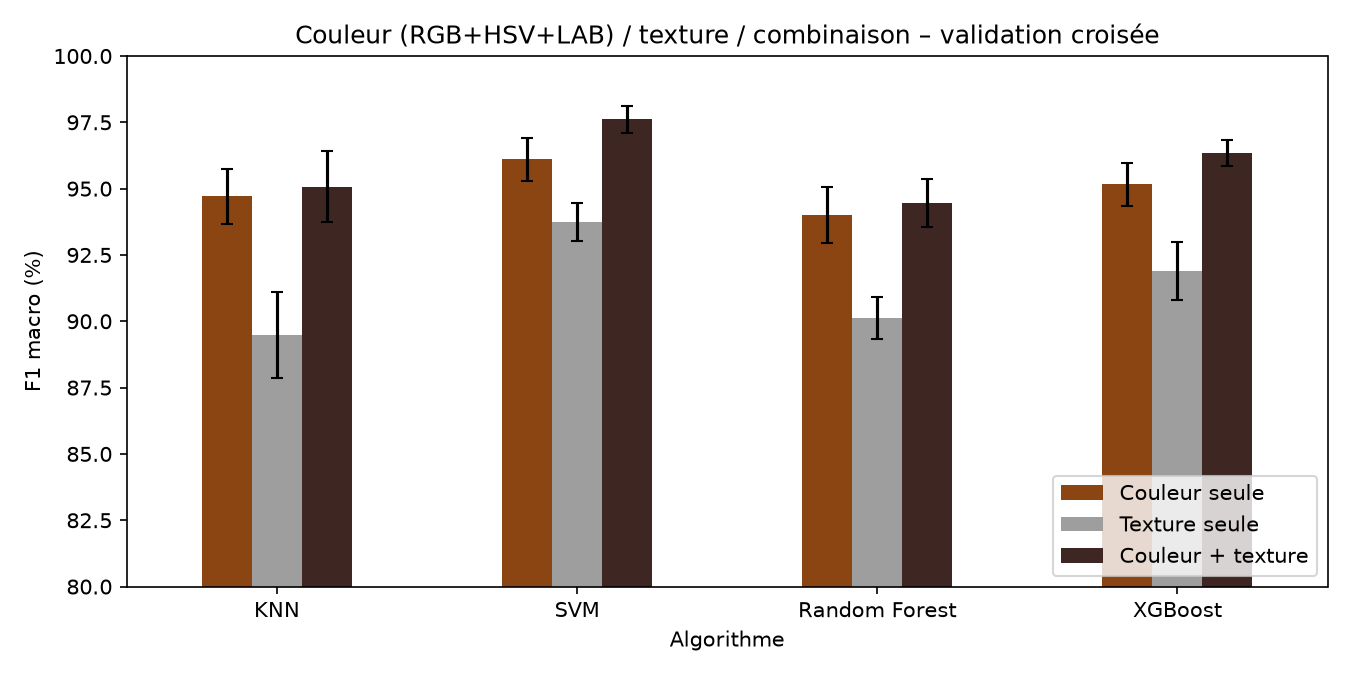 Couleur (RGB+HSV+LAB) / texture / combinaison – validation croisée
F1 macro (%)
100.0
97.5
95.0
92.5
90.0
87.5
85.0
82.5
80.0
KNN
SVM
Random Forest
XGBoost
Algorithme
Couleur seule
Texture seule
Couleur + texture